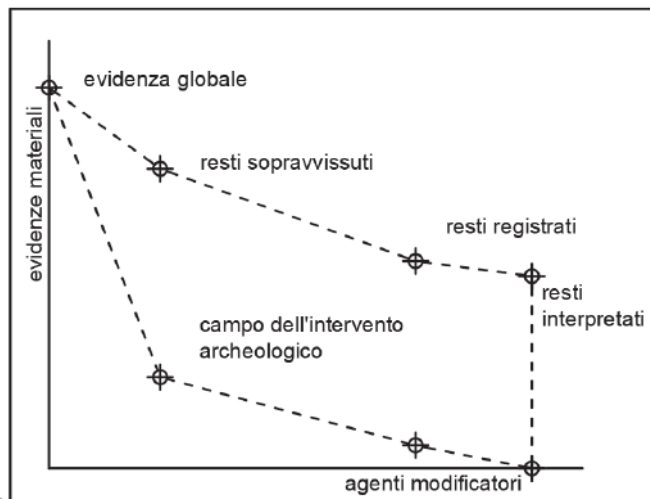 evidenza globale
evidenze materiali
resti sopravvissuti
resti registrati
resti
interpretati
campo dell'intervento
archeologico
agenti modificatori